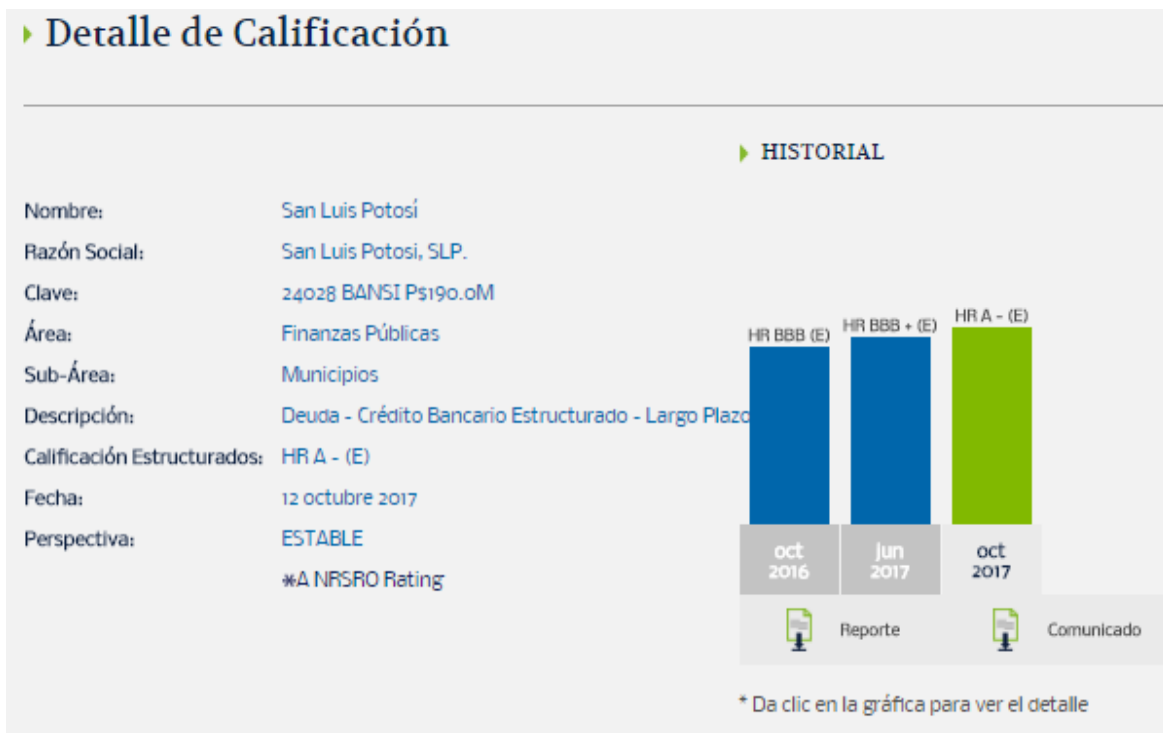 Detalle de Calificación
HISTORIAL
Nombre: San Luis Potosí
Razón Social: San Luis Potosi, SLP.
Clave: 24028 BANSI P$190.0M
Área: Finanzas Públicas
Sub-Área: Municipios
Descripción: Deuda - Crédito Bancario Estructurado - Largo Plazo
Calificación Estructurados: HR A - (E)
Fecha: 12 octubre 2017
Perspectiva: ESTABLE
*A NRSRO Rating
HR BBB (E) HR BBB + (E) HR A - (E)
oct jun oct
2016 2017 2017
Reporte Comunicado
* Da clic en la gráfica para ver el detalle